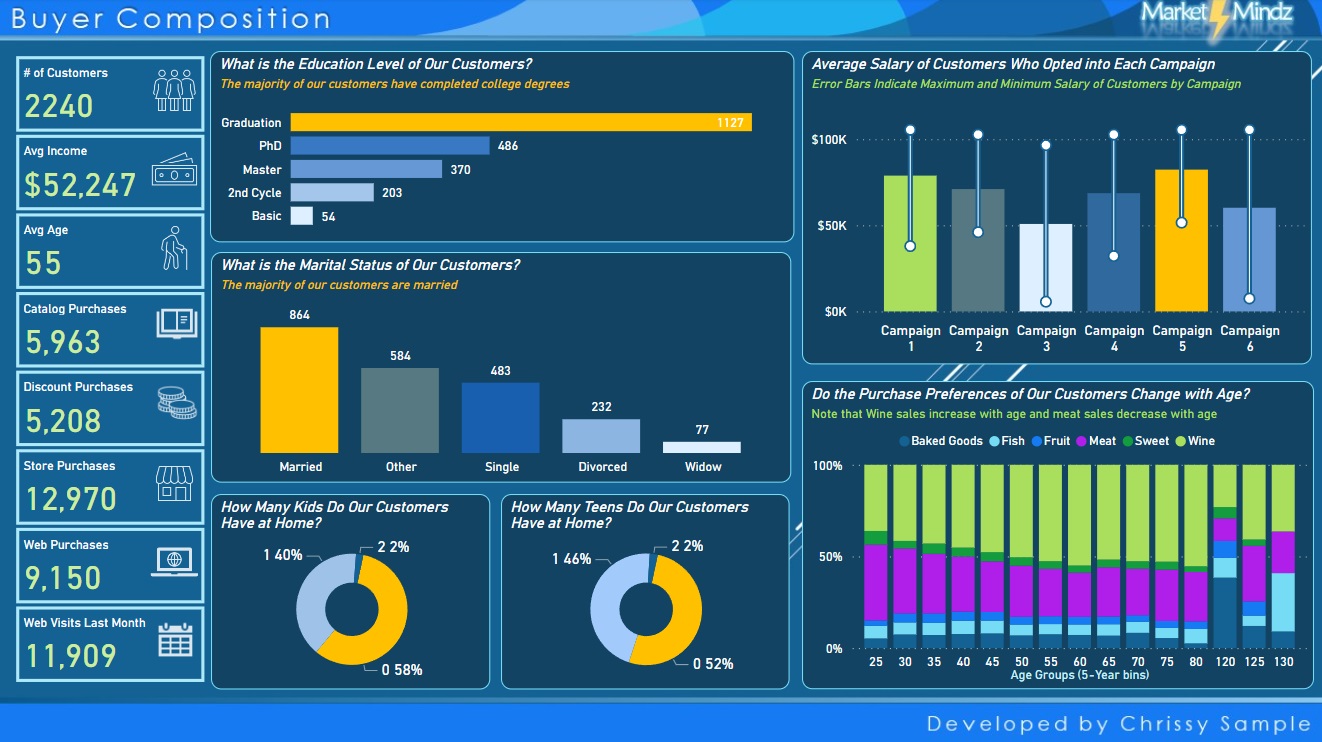 Buyer Composition
Market Mindz
# of Customers
2240
Avg Income
$52,247
Avg Age
55
Catalog Purchases
5,963
Discount Purchases
5,208
Store Purchases
12,970
Web Purchases
9,150
Web Visits Last Month
11,909
What is the Education Level of Our Customers?
The majority of our customers have completed college degrees
Graduation 1127
PhD 486
Master 370
2nd Cycle 203
Basic 54
What is the Marital Status of Our Customers?
The majority of our customers are married
864 584 483 232 77
Married Other Single Divorced Widow
How Many Kids Do Our Customers
Have at Home?
1 40% 2 2%
0 58%
How Many Teens Do Our Customers
Have at Home?
1 46% 2 2%
0 52%
Average Salary of Customers Who Opted into Each Campaign
Error Bars Indicate Maximum and Minimum Salary of Customers by Campaign
$100K
$50K
$0K
Campaign Campaign Campaign Campaign Campaign Campaign
1 2 3 4 5 6
Do the Purchase Preferences of Our Customers Change with Age?
Note that Wine sales increase with age and meat sales decrease with age
Baked Goods Fish Fruit Meat Sweet Wine
100%
50%
0%
25 30 35 40 45 50 55 60 65 70 75 80 120 125 130
Age Groups (5-Year bins)
Developed by Chrissy Sample